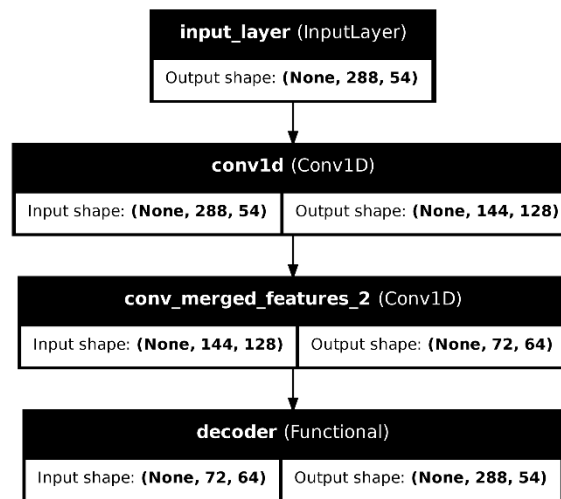 input_layer (InputLayer)
Output shape: (None, 288, 54)
conv1d (Conv1D)
Input shape: (None, 288, 54) Output shape: (None, 144, 128)
conv_merged_features_2 (Conv1D)
Input shape: (None, 144, 128) Output shape: (None, 72, 64)
decoder (Functional)
Input shape: (None, 72, 64) Output shape: (None, 288, 54)